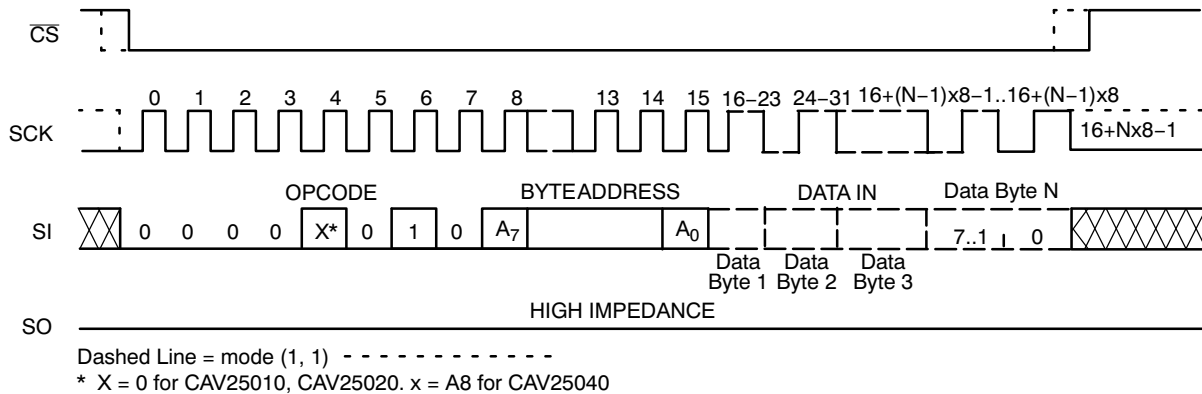 CS
0 1 2 3 4 5 6 7 8 13 14 15 16−23 24−31 16+(N−1)x8−1..16+(N−1)x8
SCK
16+Nx8−1
OPCODE BYTE ADDRESS DATA IN Data Byte N
SI 0 0 0 0 X* 0 1 0 A7 A0 7..1 0
Data Byte 1
Data Byte 2
Data Byte 3
HIGH IMPEDANCE
SO
Dashed Line = mode (1, 1)
* X = 0 for CAV25010, CAV25020. x = A8 for CAV25040